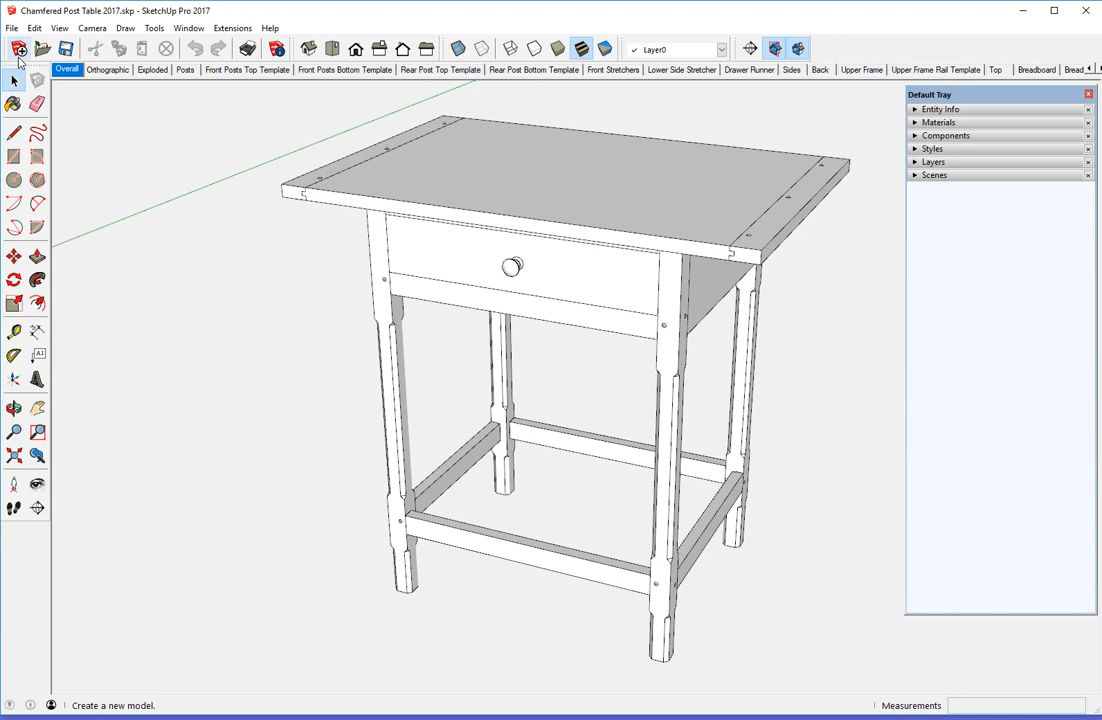 Chamfered Post Table 2017.skp - SketchUp Pro 2017
File Edit View Camera Draw Tools Window Extensions Help
Layer0
Overall Orthographic Exploded Posts Front Posts Top Template Front Posts Bottom Template Rear Post Top Template Rear Post Bottom Template Front Stretchers Lower Side Stretcher Drawer Runner Sides Back Upper Frame Upper Frame Rail Template Top Breadboard Bread
Default Tray
Entity Info
Materials
Components
Styles
Layers
Scenes
A1
Create a new model.
Measurements